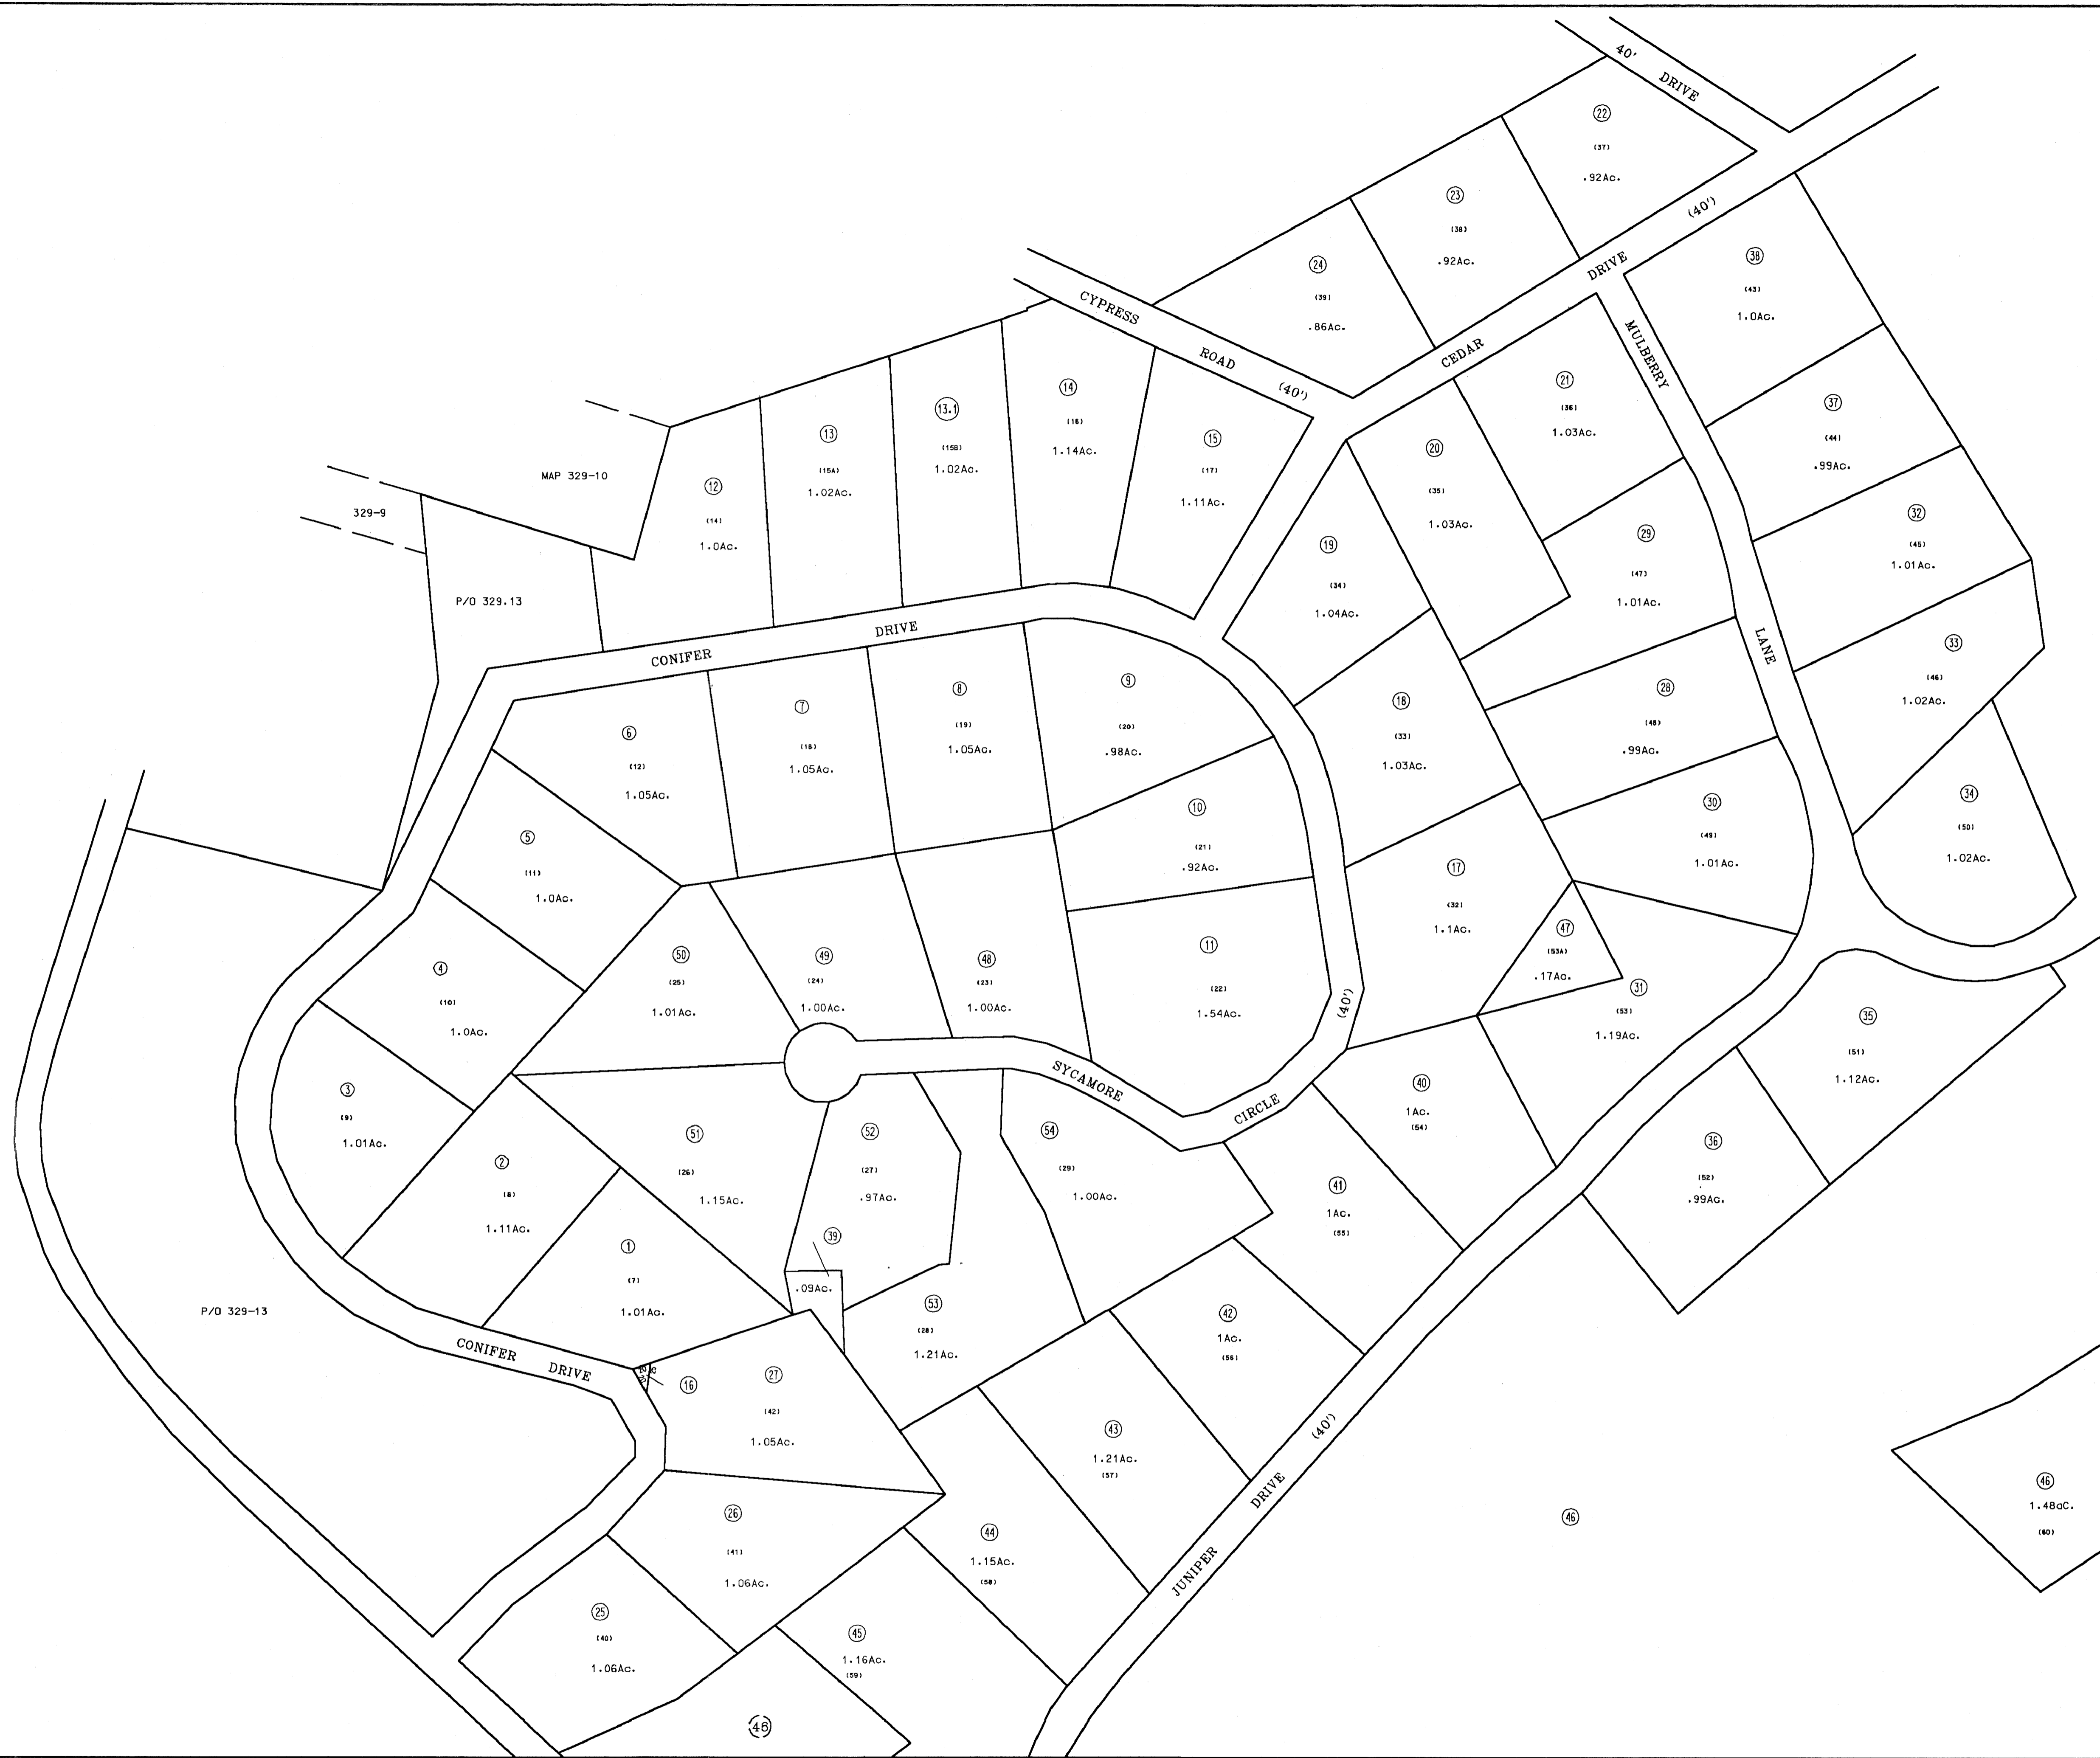 40' DRIVE
22
(37)
.92Ac.
23
(38)
.92Ac.
24
(39)
.86Ac.
(40')
DRIVE
CEDAR
CYPRESS
ROAD
(40')
MULBERRY
LANE
38
(43)
1.0Ac.
37
(44)
.99Ac.
32
(45)
1.01Ac.
33
(46)
1.02Ac.
34
(50)
1.02Ac.
21
(36)
1.03Ac.
20
(35)
1.03Ac.
29
(47)
1.01Ac.
28
(48)
.99Ac.
30
(49)
1.01Ac.
19
(34)
1.04Ac.
18
(33)
1.03Ac.
17
(32)
1.1Ac.
47
(53A)
.17Ac.
31
(53)
1.19Ac.
35
(51)
1.12Ac.
36
(52)
.99Ac.
14
(16)
1.14Ac.
15
(17)
1.11Ac.
13.1
(15B)
1.02Ac.
13
(15A)
1.02Ac.
12
(14)
1.0Ac.
MAP 329-10
329-9
P/O 329.13
CONIFER
DRIVE
6
(12)
1.05Ac.
7
(18)
1.05Ac.
8
(19)
1.05Ac.
9
(20)
.98Ac.
10
(21)
.92Ac.
11
(22)
1.54Ac.
5
(11)
1.0Ac.
4
(10)
1.0Ac.
3
(9)
1.01Ac.
2
(8)
1.11Ac.
1
(7)
1.01Ac.
50
(25)
1.01Ac.
49
(24)
1.00Ac.
48
(23)
1.00Ac.
SYCAMORE
CIRCLE
(40')
51
(26)
1.15Ac.
52
(27)
.97Ac.
39
.09Ac.
53
(28)
1.21Ac.
54
(29)
1.00Ac.
40
1Ac.
(54)
41
1Ac.
(55)
42
1Ac.
(56)
43
1.21Ac.
(57)
44
1.15Ac.
(58)
45
1.16Ac.
(59)
P/O 329-13
CONIFER DRIVE
16
27
(42)
1.05Ac.
26
(41)
1.06Ac.
25
(40)
1.06Ac.
46
JUNIPER
DRIVE
(40')
46
46
1.48aC.
(60)